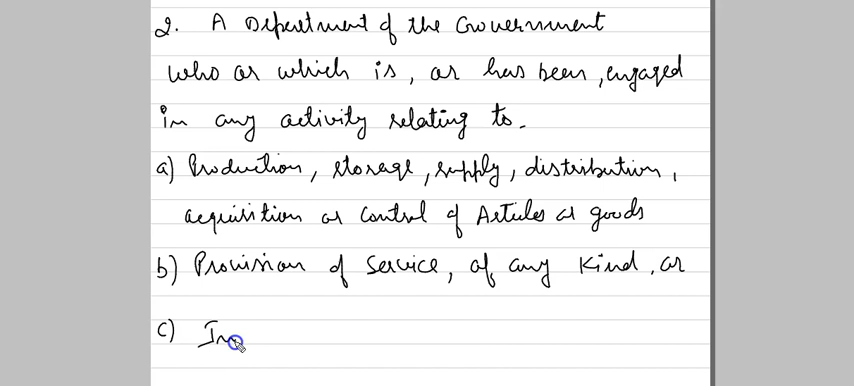 2. A Department of the Government
who or which is, or has been, engaged
in any activity relating to.
a) Production, storage, supply, distribution,
acquisition or control of Articles or goods
b) Provision of service, of any kind, or
c) In